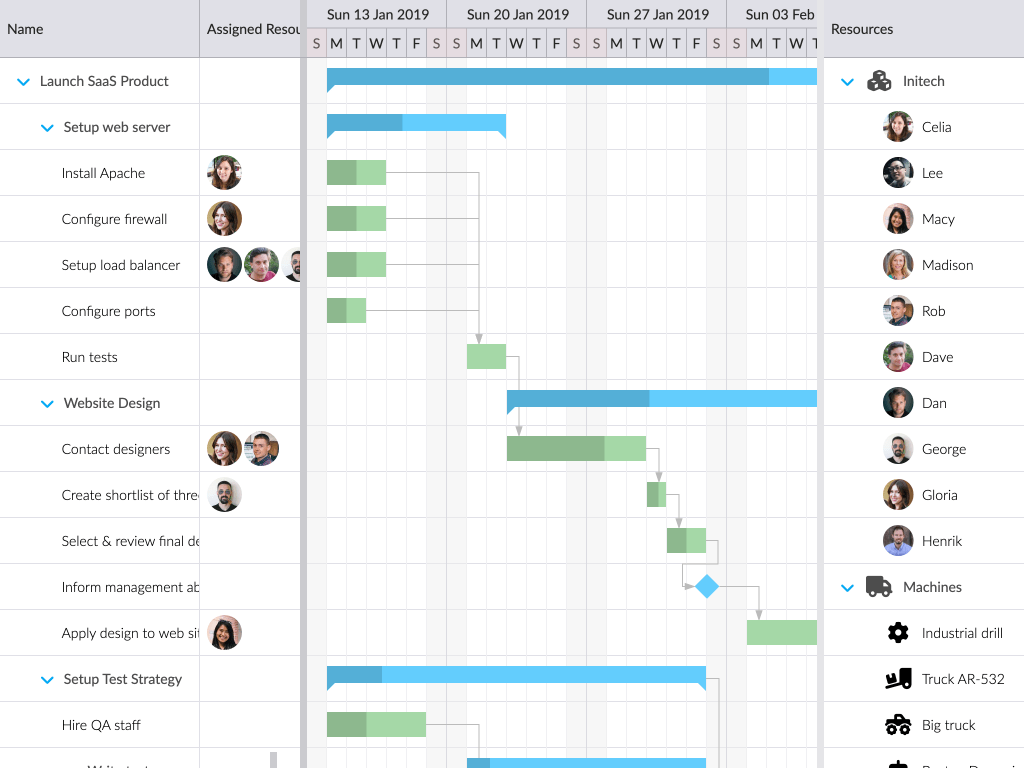 Name
Assigned Resou
Sun 13 Jan 2019
Sun 20 Jan 2019
Sun 27 Jan 2019
Sun 03 Feb
S M T W T F S S M T W T F S S M T W T F S S M T W T
Resources
Launch SaaS Product
Setup web server
Install Apache
Configure firewall
Setup load balancer
Configure ports
Run tests
Website Design
Contact designers
Create shortlist of thre
Select & review final de
Inform management ab
Apply design to web sit
Setup Test Strategy
Hire QA staff
Initech
Celia
Lee
Macy
Madison
Rob
Dave
Dan
George
Gloria
Henrik
Machines
Industrial drill
Truck AR-532
Big truck